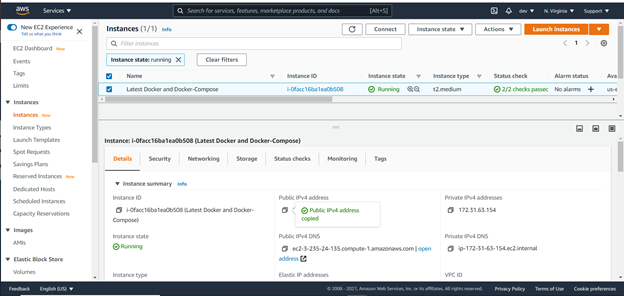 aws
Services
Search for services, features, marketplace products, and docs
[Alt+S]
dev
N. Virginia
Support
New EC2 Experience
Tell us what you think
EC2 Dashboard New
Events
Tags
Limits
Instances
Instances New
Instance Types
Launch Templates
Spot Requests
Savings Plans
Reserved Instances New
Dedicated Hosts
Scheduled Instances
Capacity Reservations
Images
AMIs
Elastic Block Store
Volumes
Instances (1/1) Info
Connect
Instance state
Actions
Launch instances
Filter instances
1
Instance state: running
Clear filters
Name
Instance ID
Instance state
Instance type
Status check
Alarm status
Ava
Latest Docker and Docker-Compose
i-0facc16ba1ea0b508
Running
t2.medium
2/2 checks passec
No alarms
us-e
Instance: i-0facc16ba1ea0b508 (Latest Docker and Docker-Compose)
Details
Security
Networking
Storage
Status checks
Monitoring
Tags
Instance summary Info
Instance ID
i-0facc16ba1ea0b508 (Latest Docker and Docker-
Compose)
Instance state
Running
Instance type
Public IPv4 address
Public IPv4 address
copied
Public IPv4 DNS
ec2-3-235-24-135.compute-1.amazonaws.com | open
address
Elastic IP addresses
Private IPv4 addresses
172.31.63.154
Private IPv4 DNS
ip-172-31-63-154.ec2.internal
VPC ID
Feedback
English (US)
© 2008 - 2021, Amazon Web Services, Inc. or its affiliates. All rights reserved.
Privacy Policy
Terms of Use
Cookie preferences